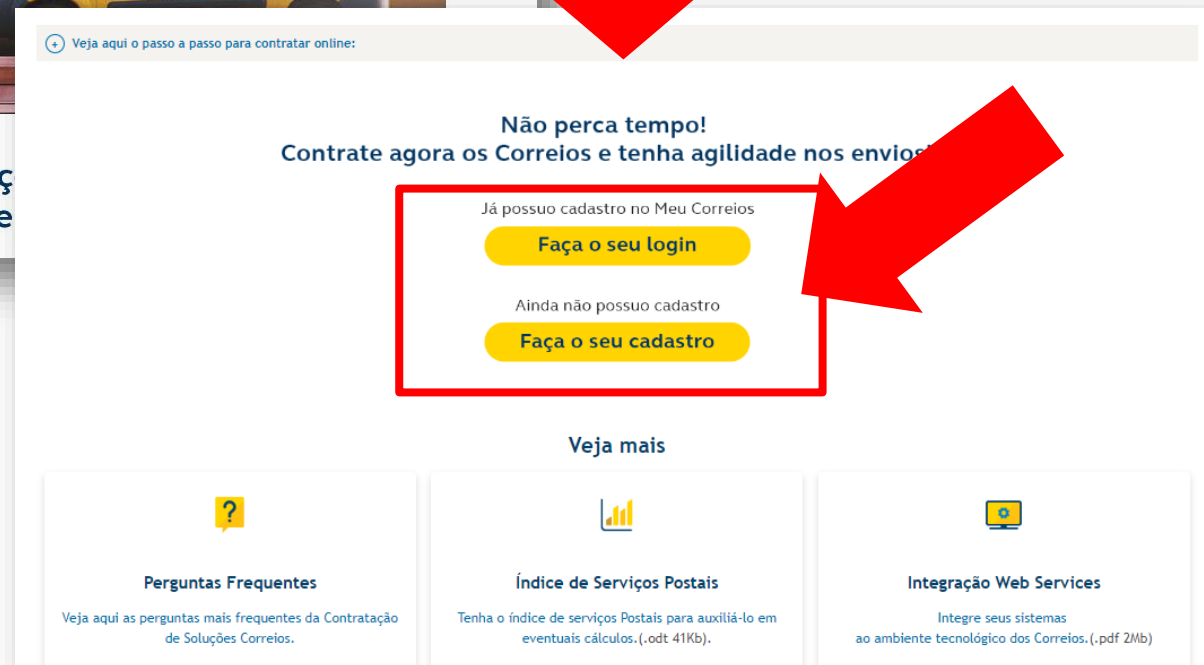 Veja aqui o passo a passo para contratar online:
Não perca tempo!
Contrate agora os Correios e tenha agilidade nos envios
Já possuo cadastro no Meu Correios
Faça o seu login
Ainda não possuo cadastro
Faça o seu cadastro
Veja mais
?
Perguntas Frequentes
Veja aqui as perguntas mais frequentes da Contratação
de Soluções Correios.
Índice de Serviços Postais
Tenha o índice de serviços Postais para auxiliá-lo em
eventuais cálculos.(.odt 41Kb).
Integração Web Services
Integre seus sistemas
ao ambiente tecnológico dos Correios.(.pdf 2Mb)